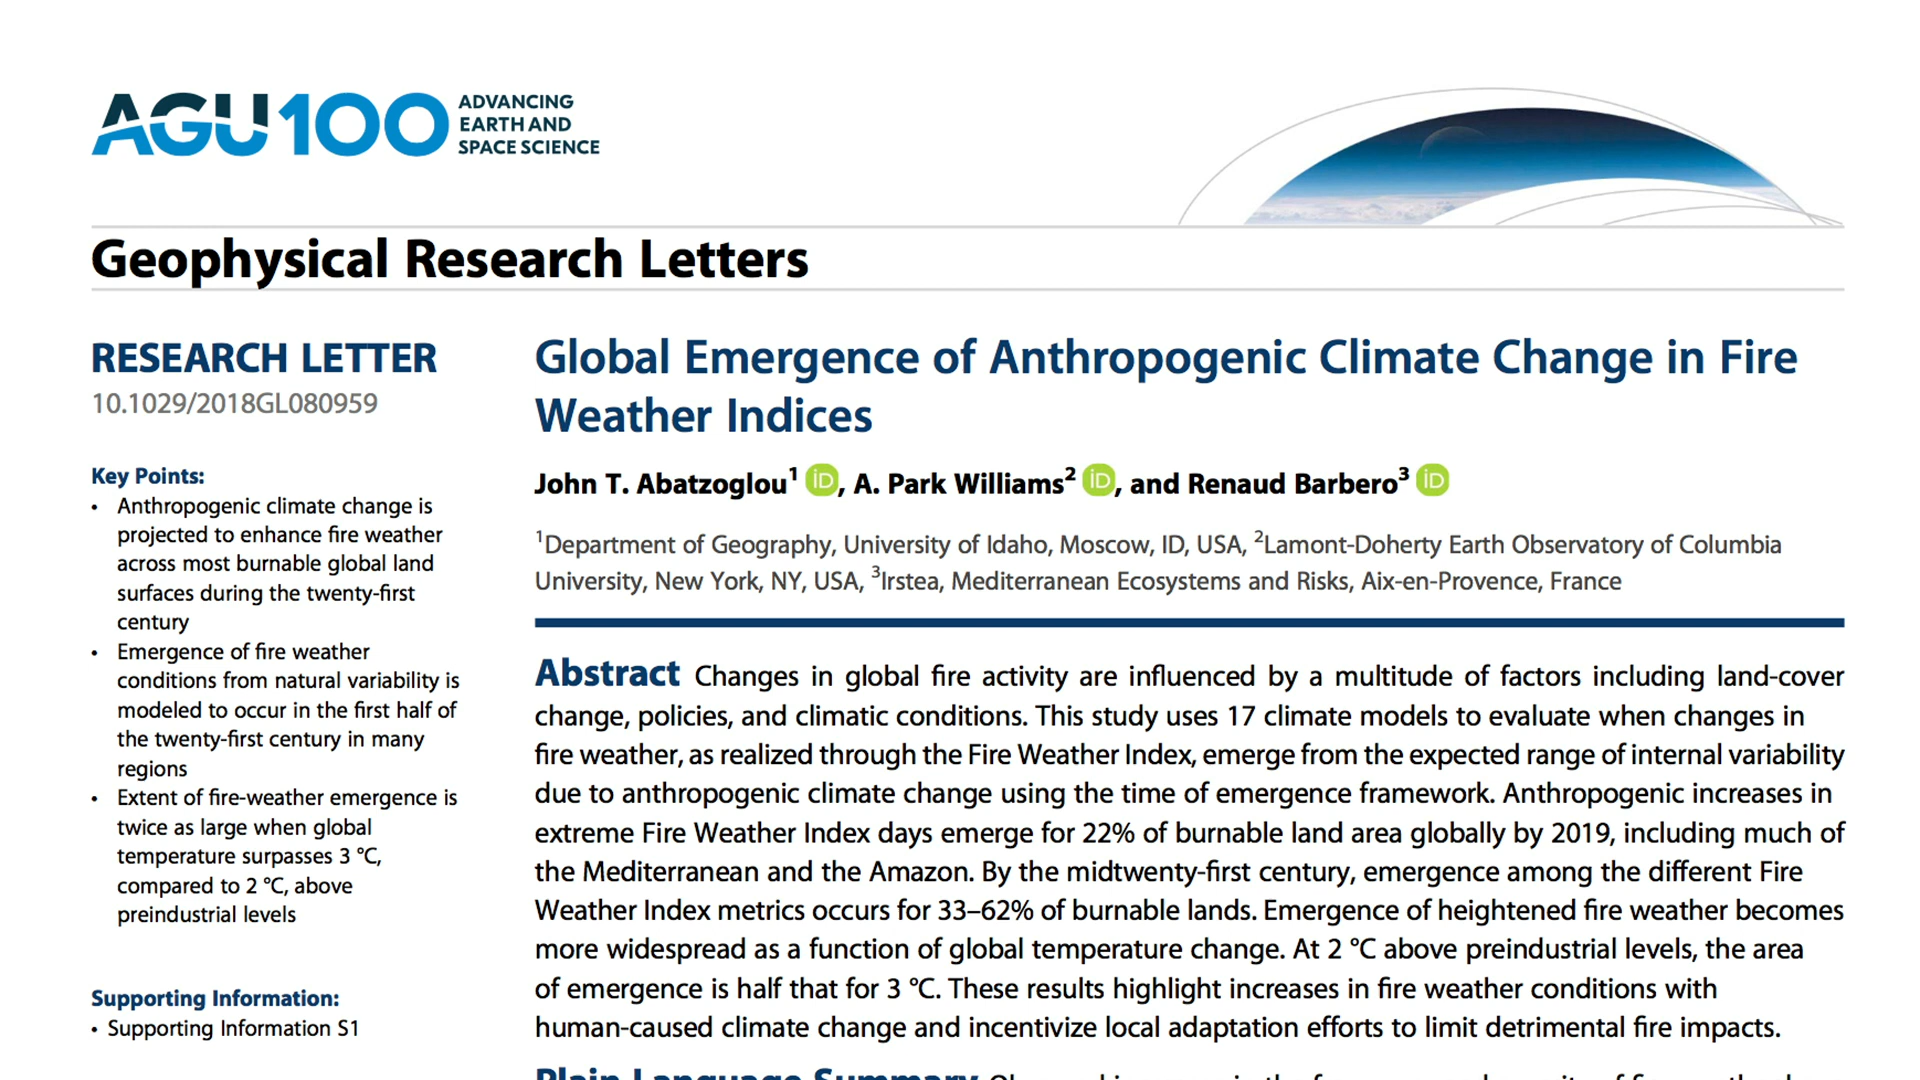 AGU100 ADVANCING
EARTH AND
SPACE SCIENCE
Geophysical Research Letters
RESEARCH LETTER
10.1029/2018GL080959
Key Points:
• Anthropogenic climate change is
projected to enhance fire weather
across most burnable global land
surfaces during the twenty-first
century
• Emergence of fire weather
conditions from natural variability is
modeled to occur in the first half of
the twenty-first century in many
regions
• Extent of fire-weather emergence is
twice as large when global
temperature surpasses 3 °C,
compared to 2 °C, above
preindustrial levels
Supporting Information:
• Supporting Information S1
Global Emergence of Anthropogenic Climate Change in Fire
Weather Indices
John T. Abatzoglou1 iD, A. Park Williams2 iD, and Renaud Barbero3 iD
1Department of Geography, University of Idaho, Moscow, ID, USA, 2Lamont-Doherty Earth Observatory of Columbia
University, New York, NY, USA, 3Irstea, Mediterranean Ecosystems and Risks, Aix-en-Provence, France
Abstract Changes in global fire activity are influenced by a multitude of factors including land-cover
change, policies, and climatic conditions. This study uses 17 climate models to evaluate when changes in
fire weather, as realized through the Fire Weather Index, emerge from the expected range of internal variability
due to anthropogenic climate change using the time of emergence framework. Anthropogenic increases in
extreme Fire Weather Index days emerge for 22% of burnable land area globally by 2019, including much of
the Mediterranean and the Amazon. By the midtwenty-first century, emergence among the different Fire
Weather Index metrics occurs for 33–62% of burnable lands. Emergence of heightened fire weather becomes
more widespread as a function of global temperature change. At 2 °C above preindustrial levels, the area
of emergence is half that for 3 °C. These results highlight increases in fire weather conditions with
human-caused climate change and incentivize local adaptation efforts to limit detrimental fire impacts.
Plain Language Summary